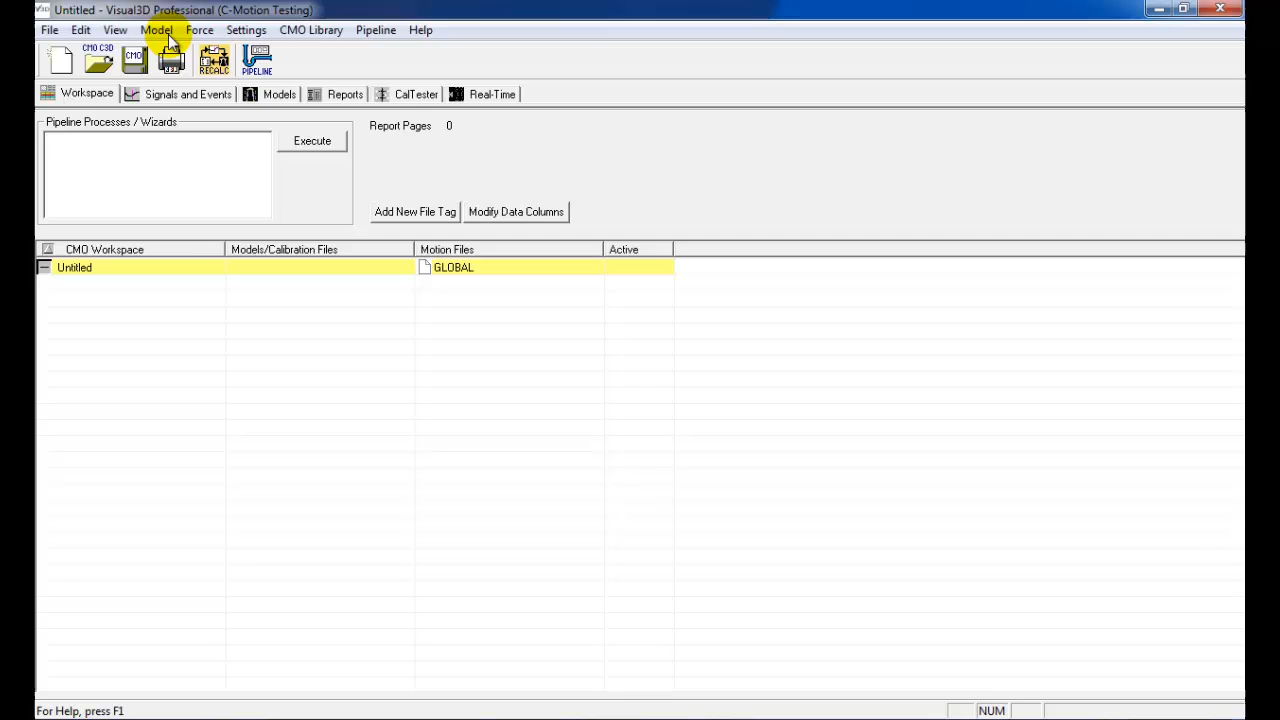 Untitled - Visual3D Professional (C-Motion Testing)
File Edit View Model Force Settings CMO Library Pipeline Help
CMO C3D CMO RECALC PIPELINE
Workspace Signals and Events Models Reports CalTester Real-Time
Pipeline Processes / Wizards
Execute
Report Pages 0
Add New File Tag Modify Data Columns
CMO Workspace Models/Calibration Files Motion Files Active
Untitled GLOBAL
For Help, press F1 NUM